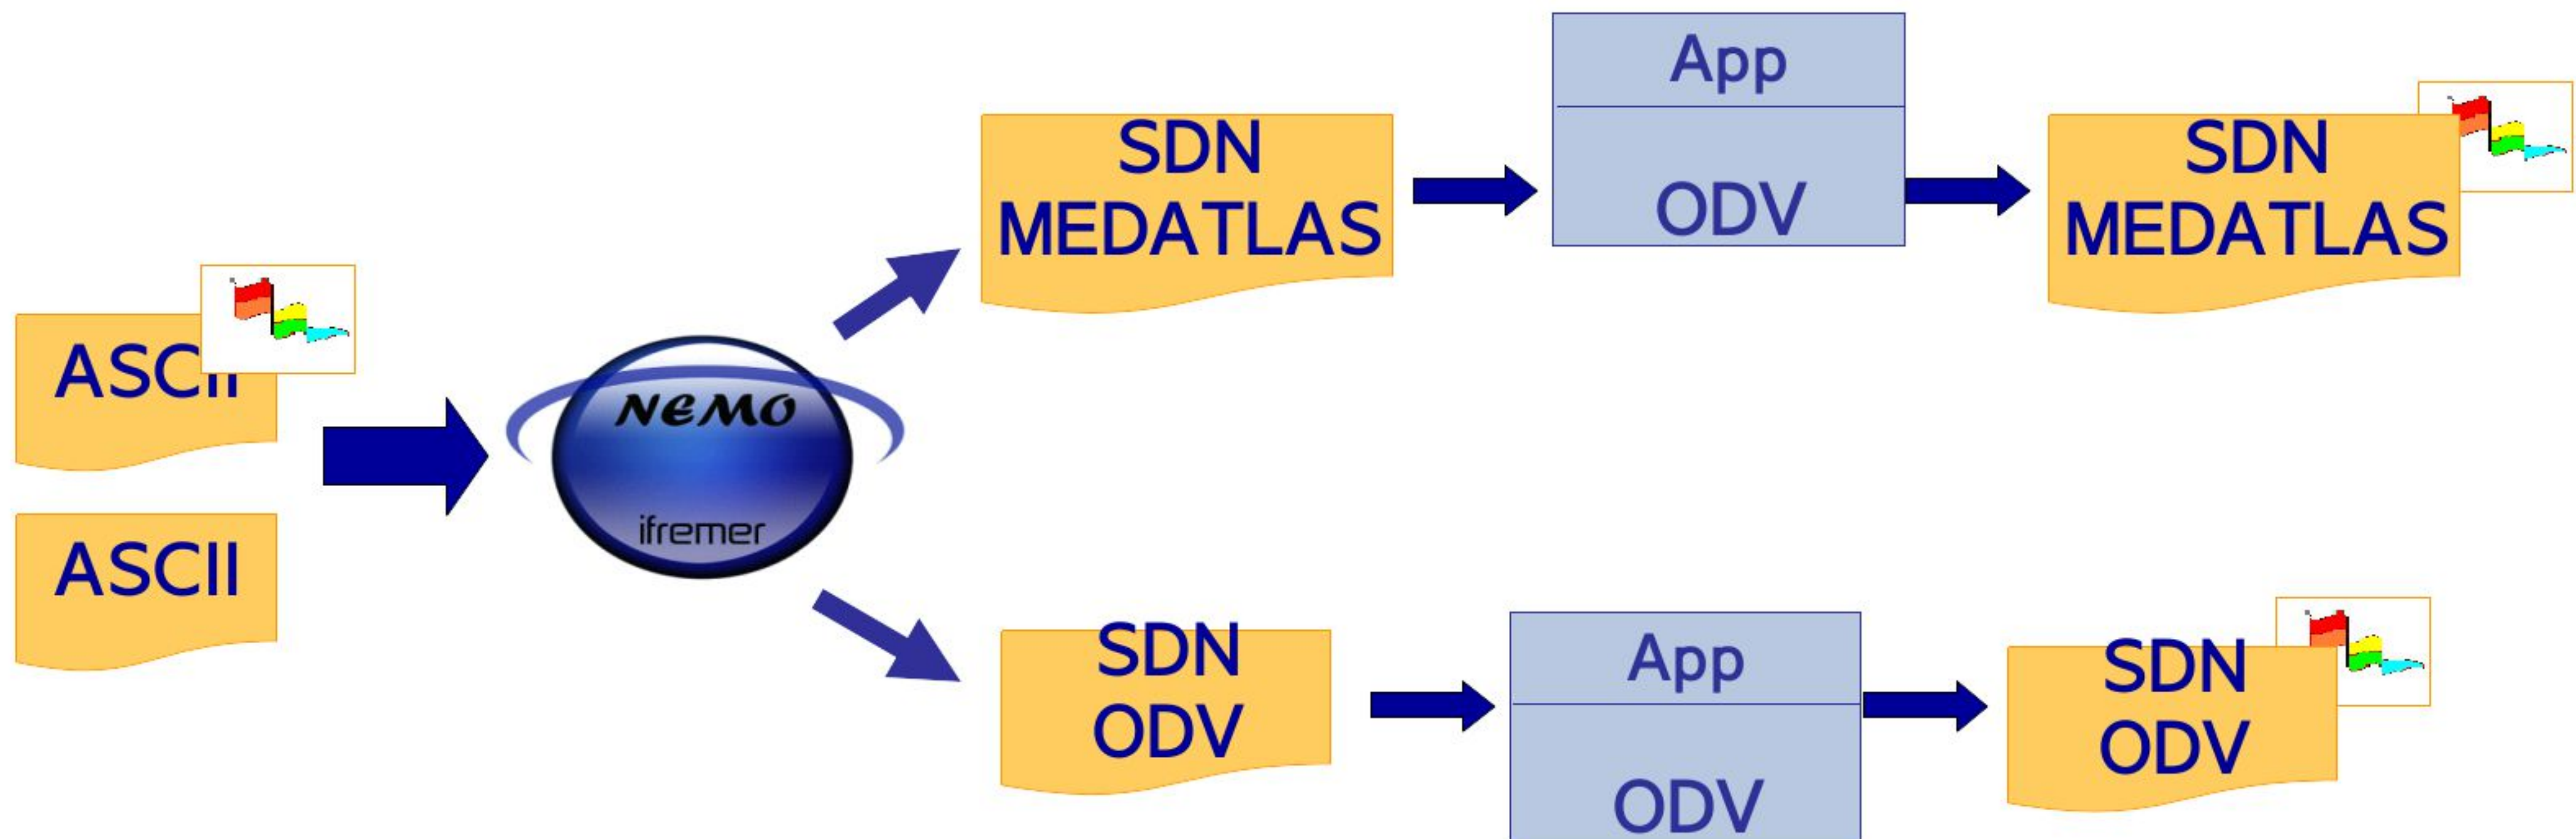 ASCII
ASCII
NEMO
ifremer
SDN
MEDATLAS
App
ODV
SDN
MEDATLAS
SDN
ODV
App
ODV
SDN
ODV